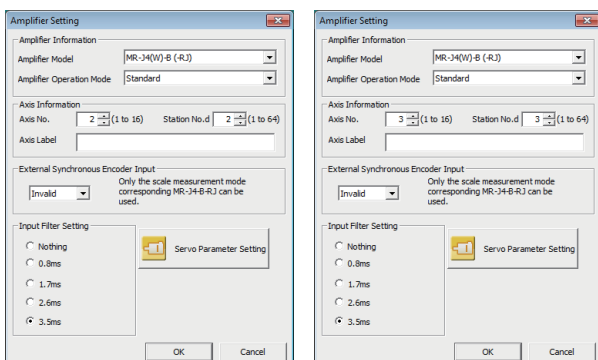 Amplifier Setting
Amplifier Information
Amplifier Model MR-J4(W)-B (-RJ)
Amplifier Operation Mode Standard
Axis Information
Axis No. 2 (1 to 16) Station No.d 2 (1 to 64)
Axis Label
External Synchronous Encoder Input
Invalid
Only the scale measurement mode
corresponding MR-J4-B-RJ can be
used.
Input Filter Setting
Nothing
0.8ms
1.7ms
2.6ms
3.5ms
Servo Parameter Setting
OK Cancel
Amplifier Setting
Amplifier Information
Amplifier Model MR-J4(W)-B (-RJ)
Amplifier Operation Mode Standard
Axis Information
Axis No. 3 (1 to 16) Station No.d 3 (1 to 64)
Axis Label
External Synchronous Encoder Input
Invalid
Only the scale measurement mode
corresponding MR-J4-B-RJ can be
used.
Input Filter Setting
Nothing
0.8ms
1.7ms
2.6ms
3.5ms
Servo Parameter Setting
OK Cancel